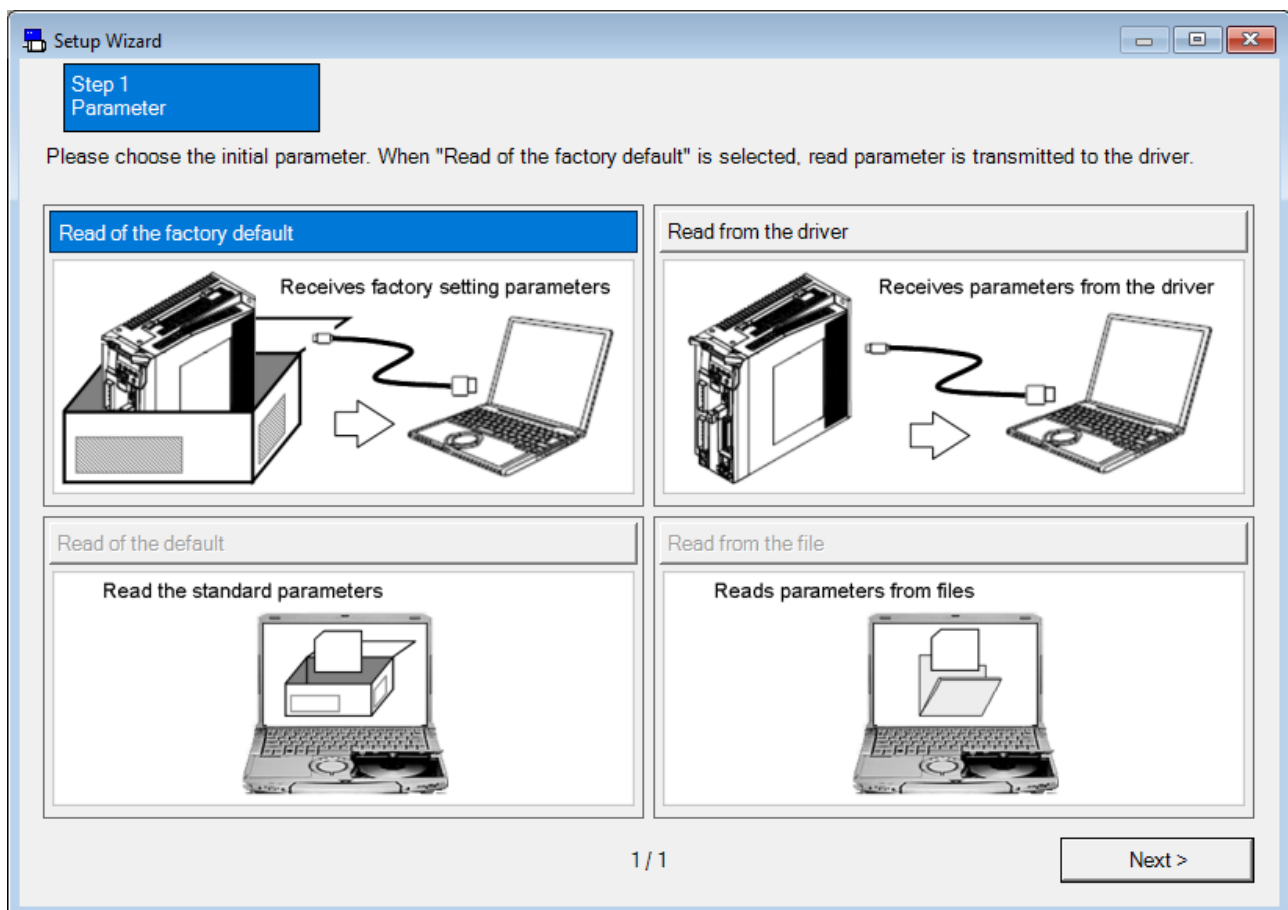 Setup Wizard
Step 1
Parameter
Please choose the initial parameter. When "Read of the factory default" is selected, read parameter is transmitted to the driver.
Read of the factory default
Receives factory setting parameters
Read from the driver
Receives parameters from the driver
Read of the default
Read the standard parameters
Read from the file
Reads parameters from files
1 / 1
Next >